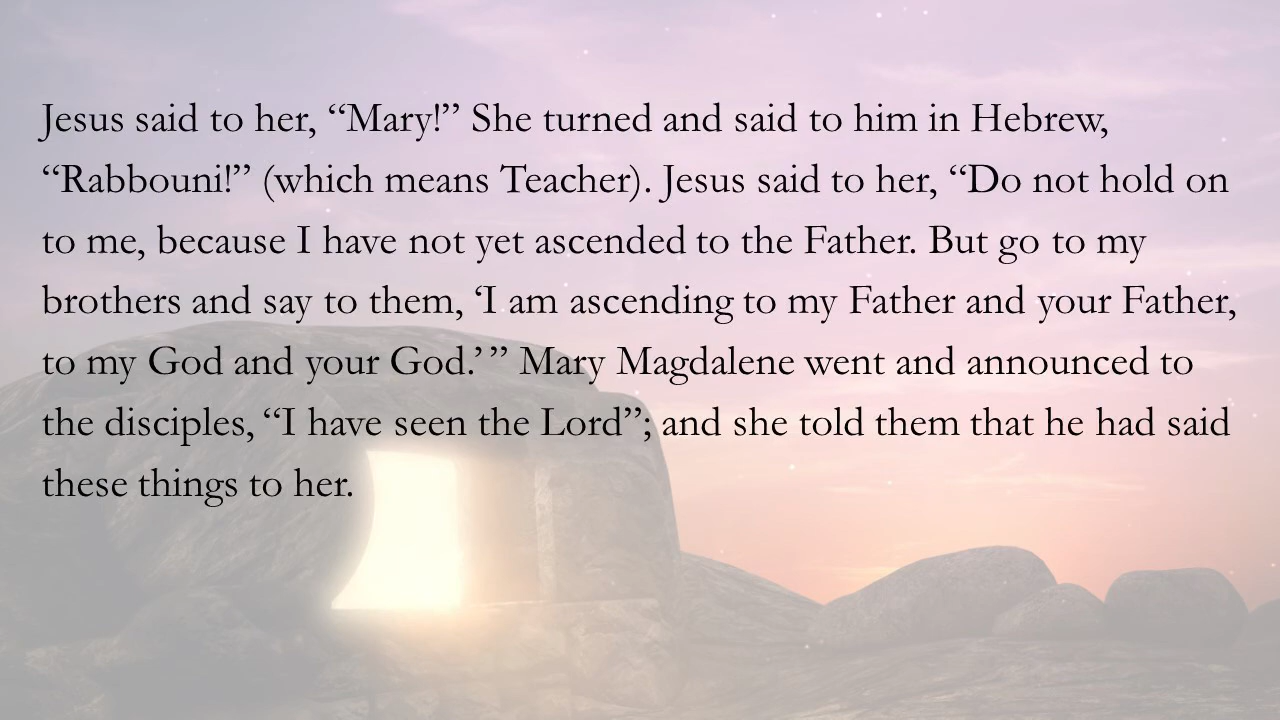 Jesus said to her, “Mary!” She turned and said to him in Hebrew,
“Rabbouni!” (which means Teacher). Jesus said to her, “Do not hold on
to me, because I have not yet ascended to the Father. But go to my
brothers and say to them, ‘I am ascending to my Father and your Father,
to my God and your God.’ ” Mary Magdalene went and announced to
the disciples, “I have seen the Lord”; and she told them that he had said
these things to her.